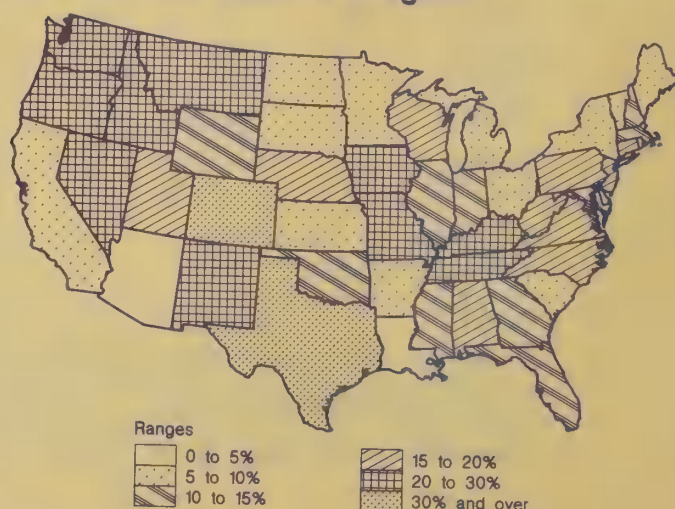 Ranges
0 to 5%
5 to 10%
10 to 15%
15 to 20%
20 to 30%
30% and over